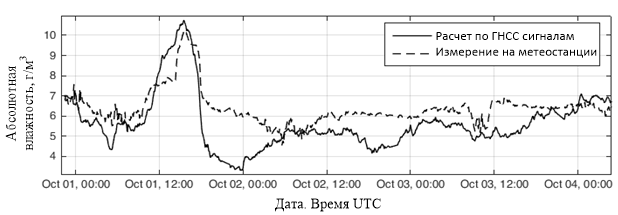 Расчет по ГНСС сигналам
Измерение на метеостанции
Абсолютная
влажность, г/м³
10
9
8
7
6
5
4
Oct 01, 00:00 Oct 01, 12:00 Oct 02, 00:00 Oct 02, 12:00 Oct 03, 00:00 Oct 03, 12:00 Oct 04, 00:00
Дата. Время UTC